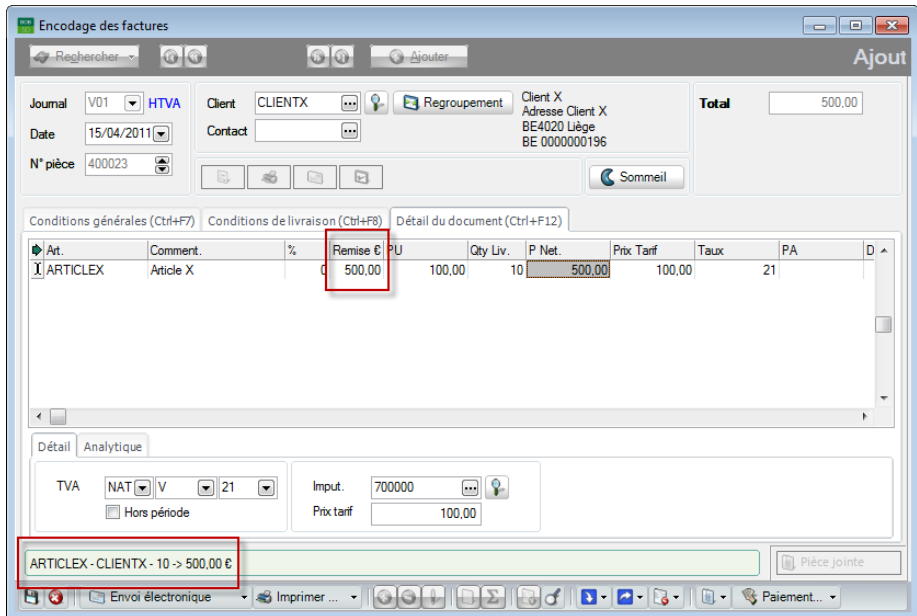 Encodage des factures
Rechercher
Ajouter
Ajout
Journal V01 HTVA Client CLIENTX Regroupement Client X Total 500,00
Adresse Client X
Date 15/04/2011 Contact BE4020 Liège
BE 0000000196
N° pièce 400023
Sommeil
Conditions générales (Ctrl+F7) Conditions de livraison (Ctrl+F8) Détail du document (Ctrl+F12)
Art. Comment. % Remise € PU Qty Liv. P Net. Prix Tarif Taux PA D
ARTICLEX Article X 0 500,00 100,00 10 500,00 100,00 21
Détail Analytique
TVA NAT V 21 Imput. 700000
Hors période Prix tarif 100,00
ARTICLEX - CLIENTX - 10 -> 500,00 €
Pièce jointe
Envoi électronique Imprimer ... Paiement...